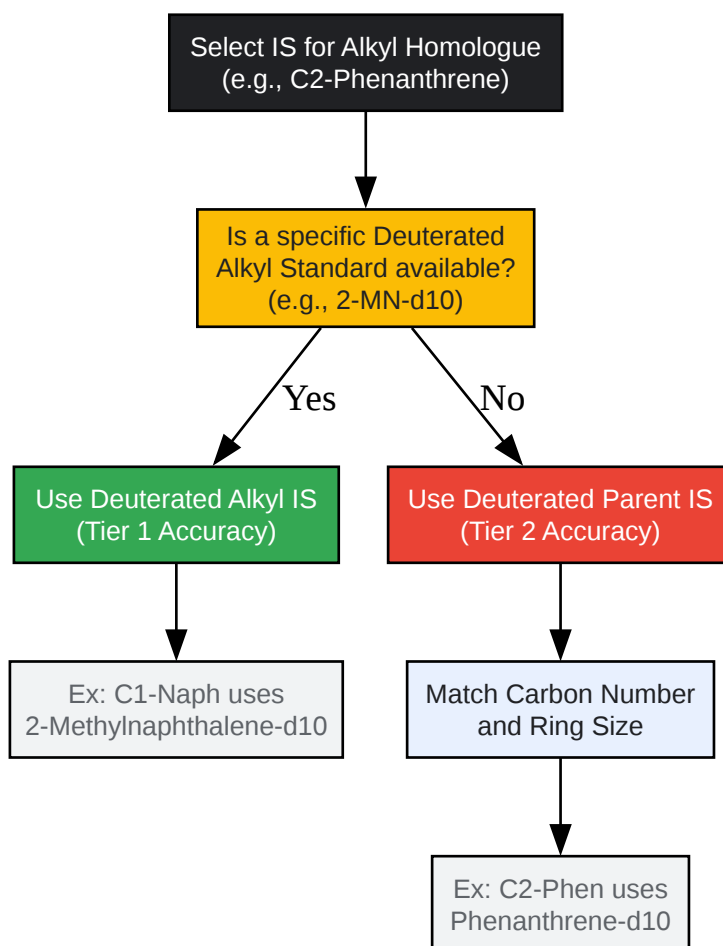 Select IS for Alkyl Homologue
(e.g., C2-Phenanthrene)
Is a specific Deuterated
Alkyl Standard available?
(e.g., 2-MN-d10)
Yes
No
Use Deuterated Alkyl IS
(Tier 1 Accuracy)
Use Deuterated Parent IS
(Tier 2 Accuracy)
Ex: C1-Naph uses
2-Methylnaphthalene-d10
Match Carbon Number
and Ring Size
Ex: C2-Phen uses
Phenanthrene-d10